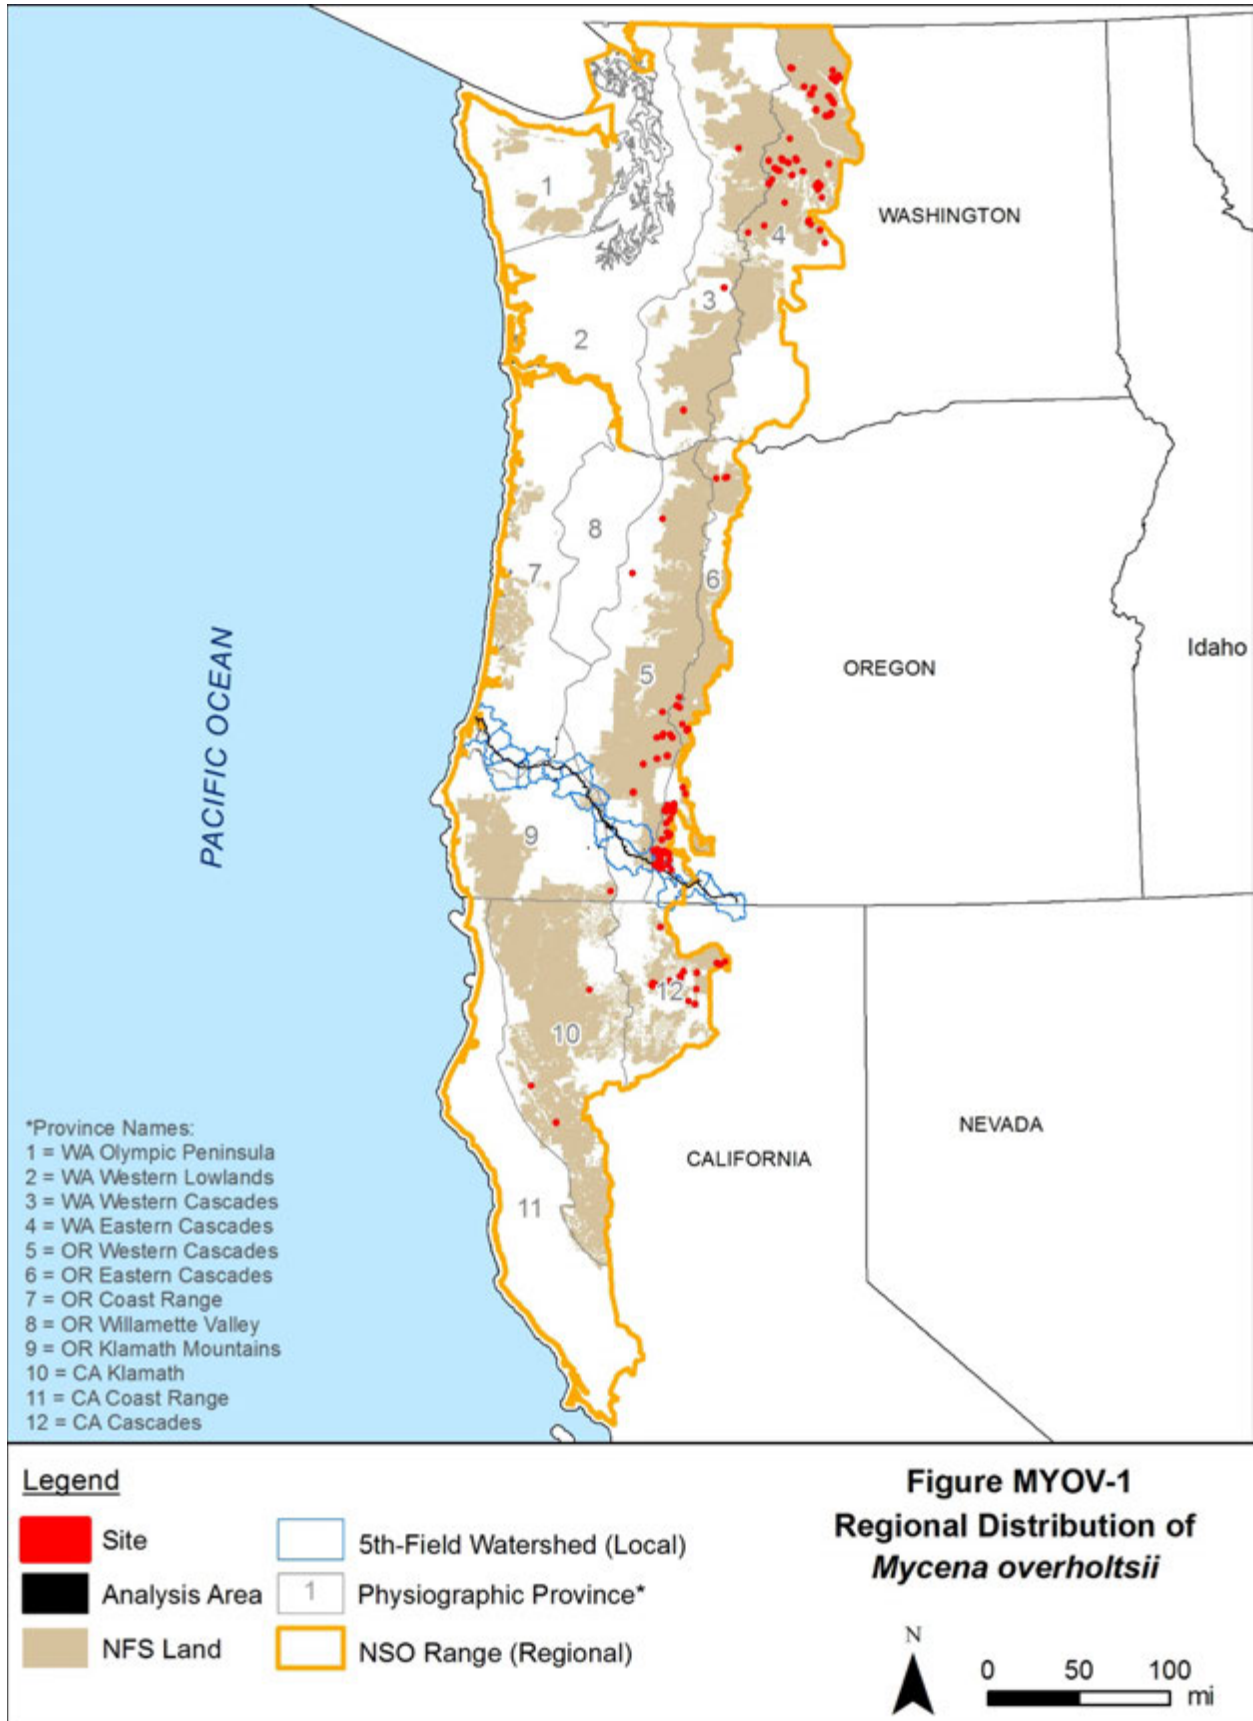 1
WASHINGTON
4
3
2
8
7
6
Idaho
OREGON
5
PACIFIC OCEAN
9
12
10
NEVADA
CALIFORNIA
11
*Province Names:
1 = WA Olympic Peninsula
2 = WA Western Lowlands
3 = WA Western Cascades
4 = WA Eastern Cascades
5 = OR Western Cascades
6 = OR Eastern Cascades
7 = OR Coast Range
8 = OR Willamette Valley
9 = OR Klamath Mountains
10 = CA Klamath
11 = CA Coast Range
12 = CA Cascades
Legend
Site
Analysis Area
NFS Land
5th-Field Watershed (Local)
1 Physiographic Province*
NSO Range (Regional)
Figure MYOV-1
Regional Distribution of
Mycena overholtsii
N
0 50 100
mi